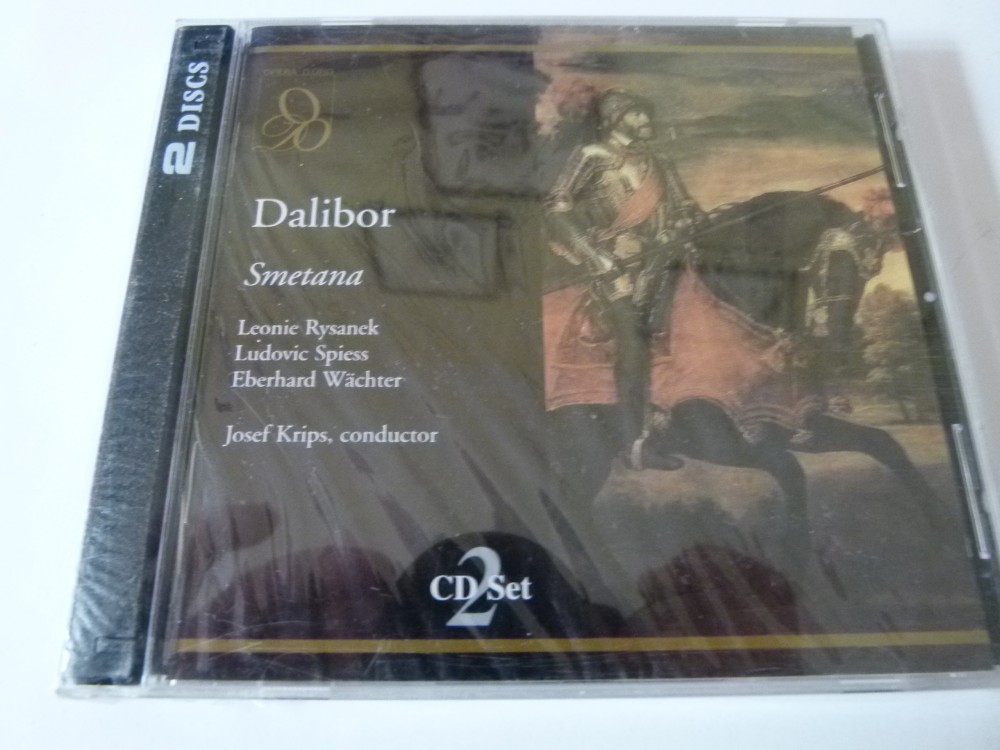 2 DISCS
Dalibor
Smetana
Leonie Rysanek
Ludovic Spiess
Eberhard Wächter
Josef Krips, conductor
CD 2 Set